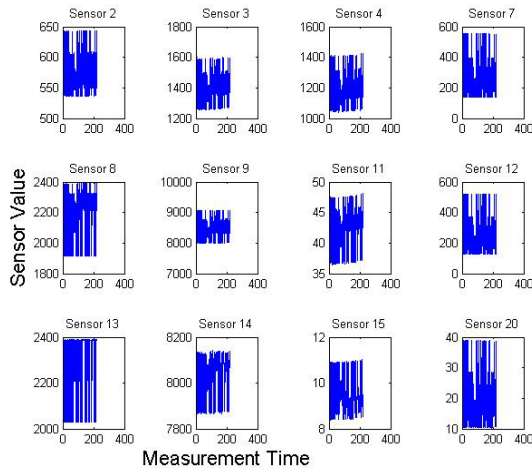 Sensor 2
Sensor 3
Sensor 4
Sensor 7
650
600
550
500
0 200 400
1800
1600
1400
1200
0 200 400
1600
1400
1200
1000
0 200 400
600
400
200
0
0 200 400
Sensor 8
Sensor 9
Sensor 11
Sensor 12
2400
2200
2000
1800
0 200 400
10000
9000
8000
7000
0 200 400
50
45
40
35
0 200 400
600
400
200
0
0 200 400
Sensor 13
Sensor 14
Sensor 15
Sensor 20
2400
2200
2000
0 200 400
8200
8000
7800
0 200 400
12
10
8
0 200 400
40
30
20
10
0 200 400
Sensor Value
Measurement Time